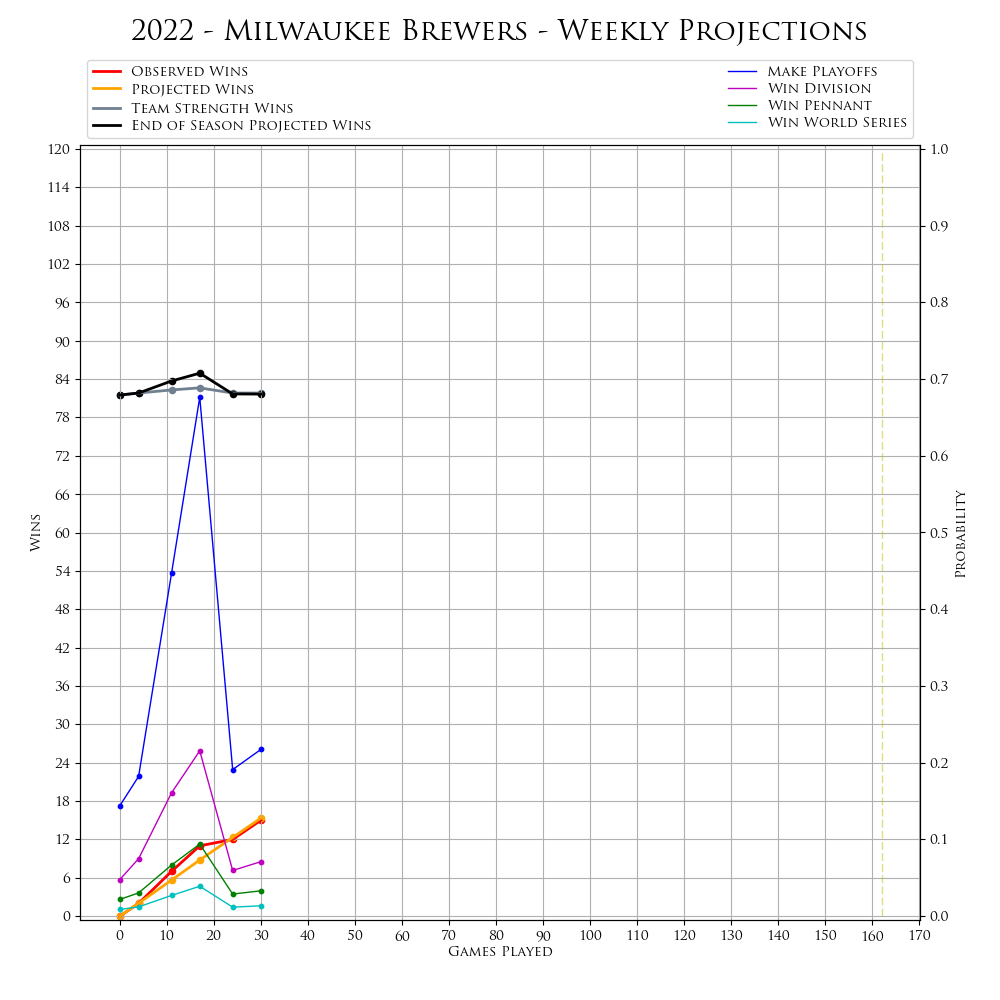 2022 - Milwaukee Brewers - Weekly Projections
Observed Wins
Projected Wins
Team Strength Wins
End of Season Projected Wins
Make Playoffs
Win Division
Win Pennant
Win World Series
120
114
108
102
96
90
84
78
72
66
60
54
48
42
36
30
24
18
12
6
0
Wins
1.0
0.9
0.8
0.7
0.6
0.5
0.4
0.3
0.2
0.1
0.0
Probability
0 10 20 30 40 50 60 70 80 90 100 110 120 130 140 150 160 170
Games Played